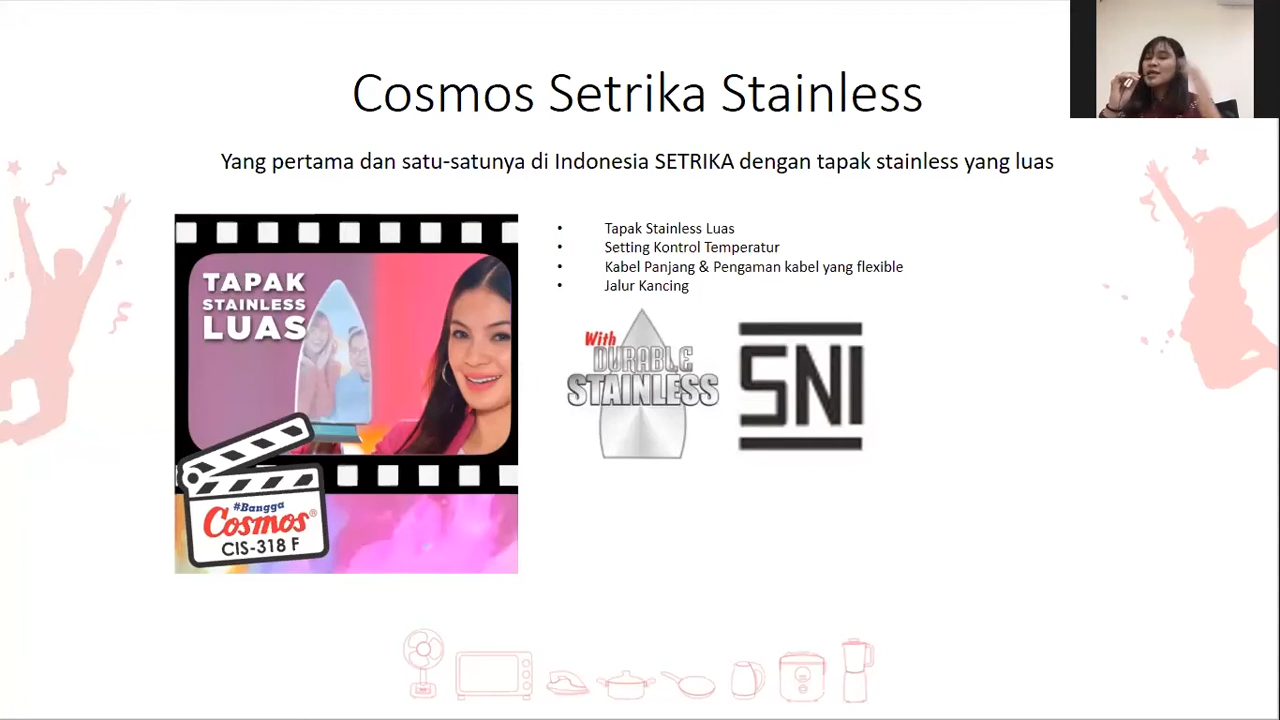 Cosmos Setrika Stainless
Yang pertama dan satu-satunya di Indonesia SETRIKA dengan tapak stainless yang luas
TAPAK
STAINLESS
LUAS
#Bangga
Cosmos®
CIS-318 F
• Tapak Stainless Luas
• Setting Kontrol Temperatur
• Kabel Panjang & Pengaman kabel yang flexible
• Jalur Kancing
With
DURABLE
STAINLESS
SNI